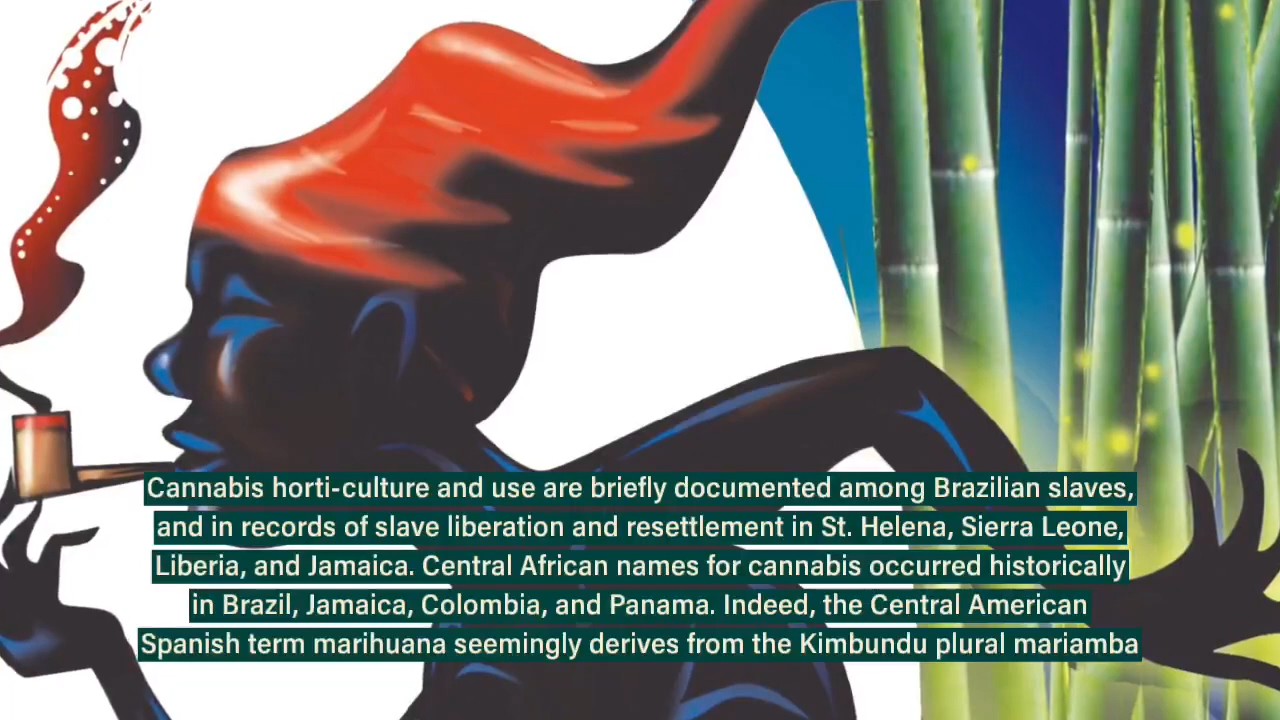 Cannabis horti-culture and use are briefly documented among Brazilian slaves,
and in records of slave liberation and resettlement in St. Helena, Sierra Leone,
Liberia, and Jamaica. Central African names for cannabis occurred historically
in Brazil, Jamaica, Colombia, and Panama. Indeed, the Central American
Spanish term marihuana seemingly derives from the Kimbundu plural mariamba